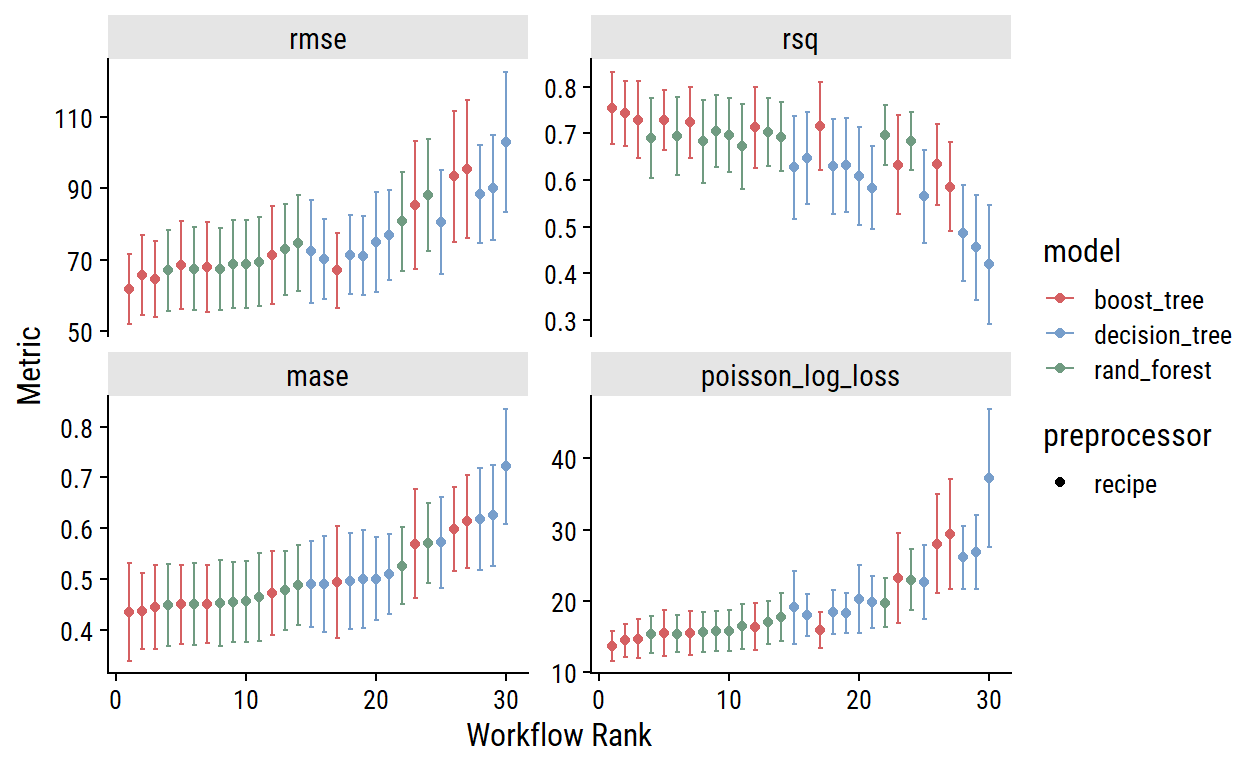 rmse
rsq
110
90
70
50
0.8
0.7
0.6
0.5
0.4
0.3
mase
poisson_log_loss
0.8
0.7
0.6
0.5
0.4
40
30
20
10
0
10
20
30
0
10
20
30
Metric
Workflow Rank
model
boost_tree
decision_tree
rand_forest
preprocessor
recipe